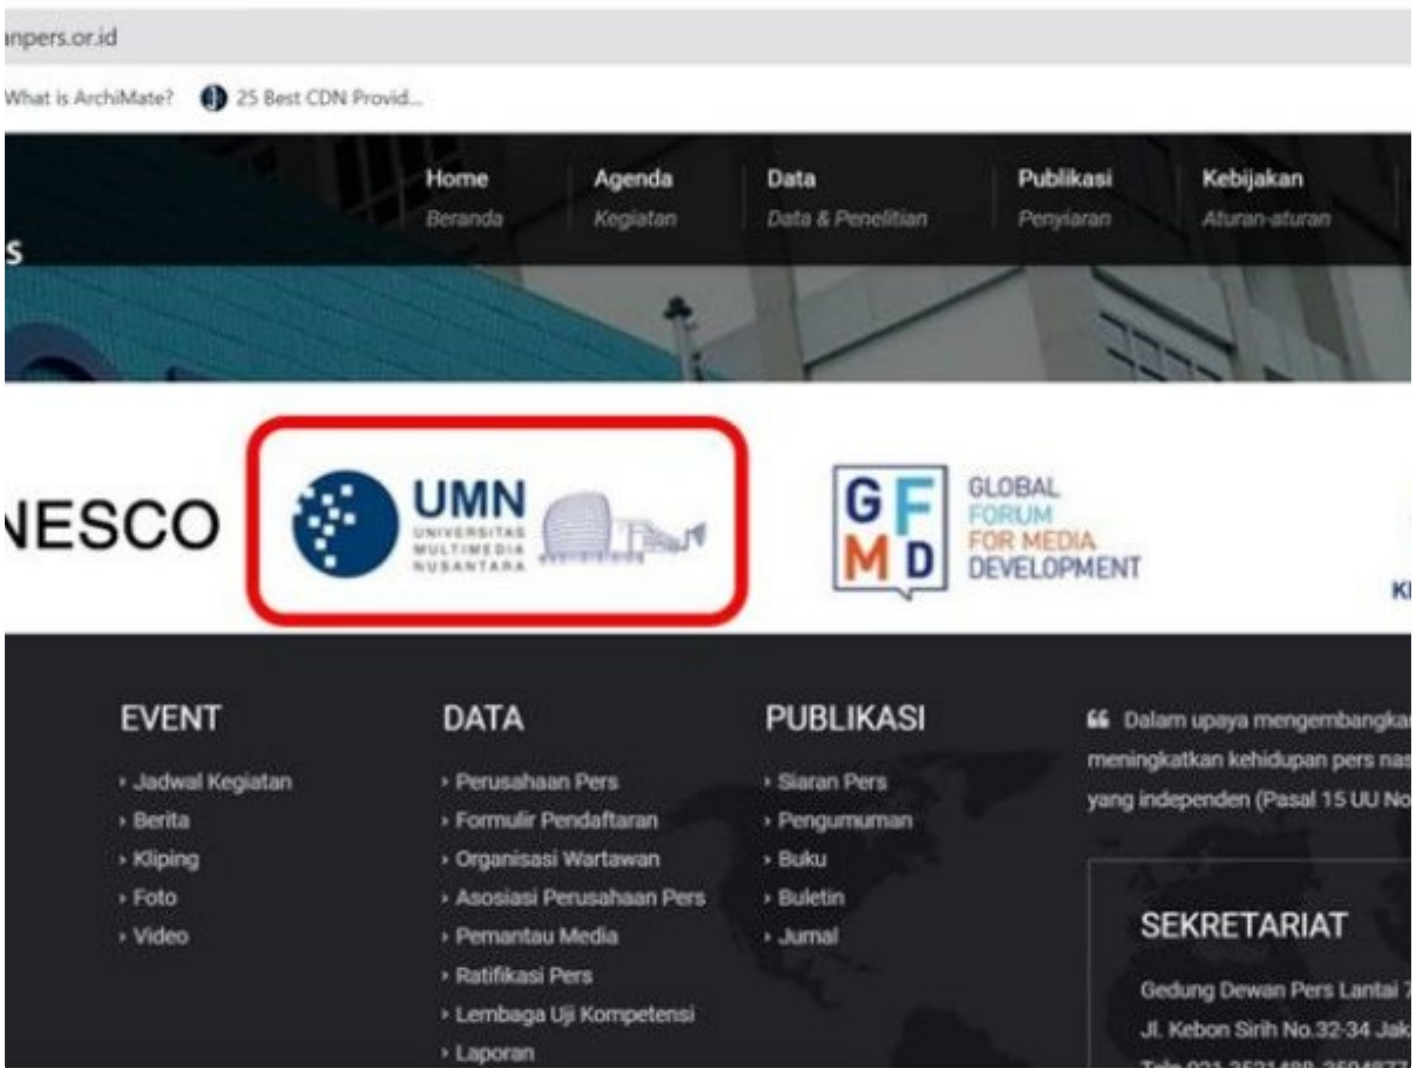 anpers.or.id
What is ArchiMate? 25 Best CDN Provid...
Home Agenda Data Publikasi Kebijakan
Beranda Kegiatan Data & Penelitian Penyiaran Aturan-aturan
S
NESCO
UMN
UNIVERSITAS
MULTIMEDIA
NUSANTARA
GF
MD
GLOBAL
FORUM
FOR MEDIA
DEVELOPMENT
EVENT
Jadwal Kegiatan
Berita
Kliping
Foto
Video
DATA
Perusahaan Pers
Formulir Pendaftaran
Organisasi Wartawan
Asosiasi Perusahaan Pers
Pemantau Media
Ratifikasi Pers
Lembaga Uji Kompetensi
Laporan
PUBLIKASI
Siaran Pers
Pengumuman
Buku
Buletin
Jurnal
Dalam upaya mengembangka
meningkatkan kehidupan pers nas
yang independen (Pasal 15 UU No
SEKRETARIAT
Gedung Dewan Pers Lantai 7
Jl. Kebon Sirih No.32-34 Jak